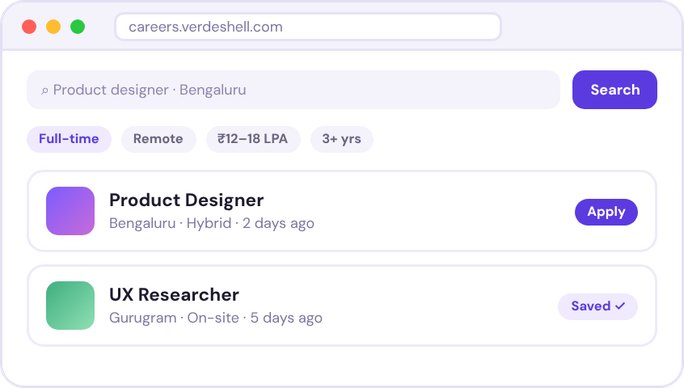 careers.verdeshell.com
⌕ Product designer · Bengaluru
Search
Full-time Remote ₹12–18 LPA 3+ yrs
Product Designer
Bengaluru · Hybrid · 2 days ago
Apply
UX Researcher
Gurugram · On-site · 5 days ago
Saved ✓